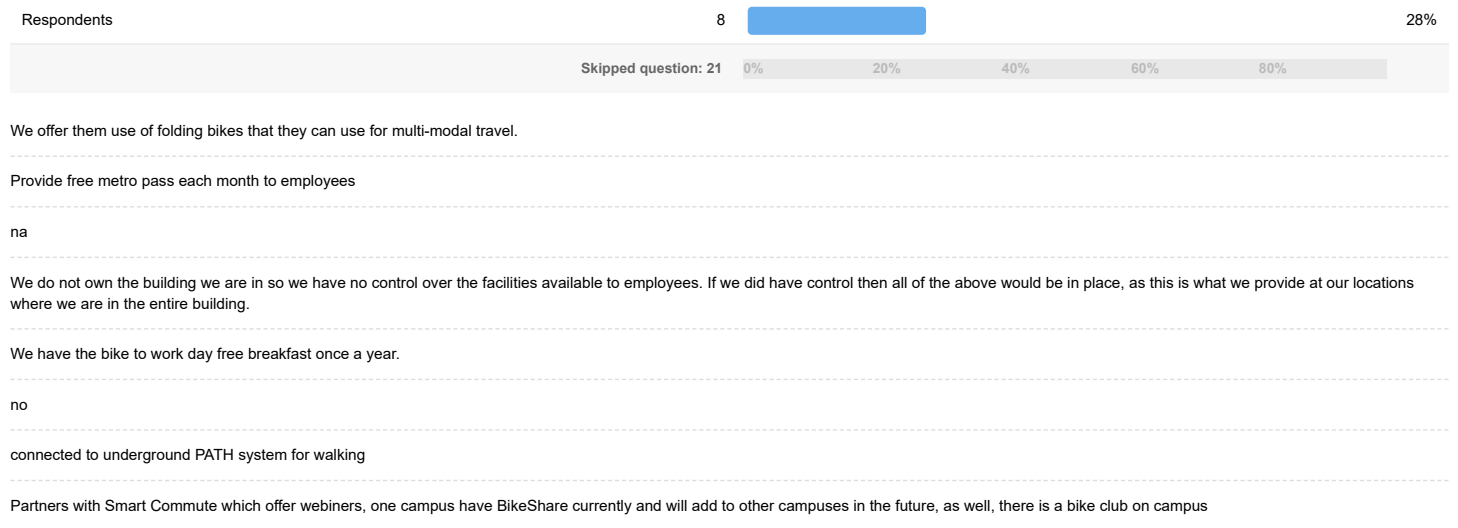 Respondents 8 28%
Skipped question: 21 0% 20% 40% 60% 80%
We offer them use of folding bikes that they can use for multi-modal travel.
Provide free metro pass each month to employees
na
We do not own the building we are in so we have no control over the facilities available to employees. If we did have control then all of the above would be in place, as this is what we provide at our locations
where we are in the entire building.
We have the bike to work day free breakfast once a year.
no
connected to underground PATH system for walking
Partners with Smart Commute which offer webiners, one campus have BikeShare currently and will add to other campuses in the future, as well, there is a bike club on campus